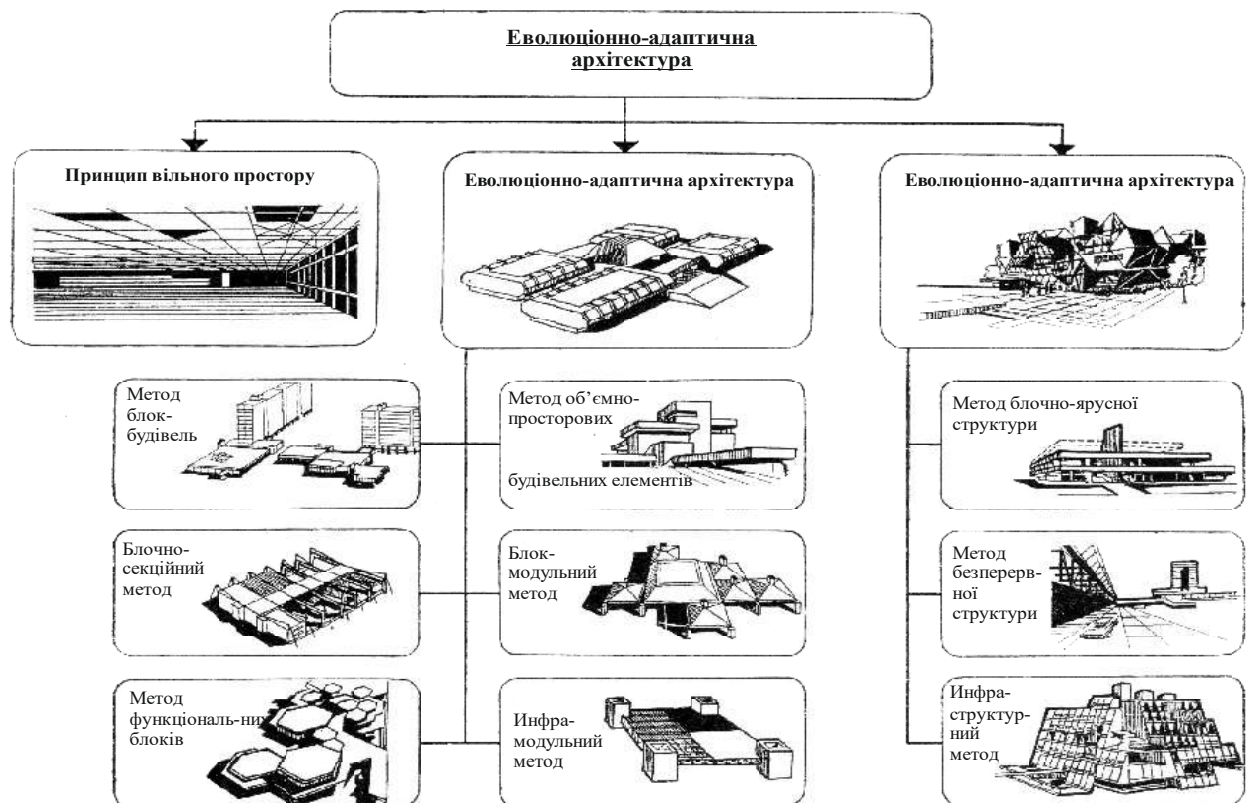 Еволюціонно-адаптична
архітектура
Принцип вільного простору
Еволюціонно-адаптична архітектура
Еволюціонно-адаптична архітектура
Метод
блок-
будівель
Метод об’ємно-
просторових
будівельних елементів
Метод блочно-ярусної
структури
Блочно-
секційний
метод
Блок-
модульний
метод
Метод
безперерв-
ної
структури
Метод
функціональ-них
блоків
Инфра-
модульний
метод
Инфра-
структур-
ний
метод